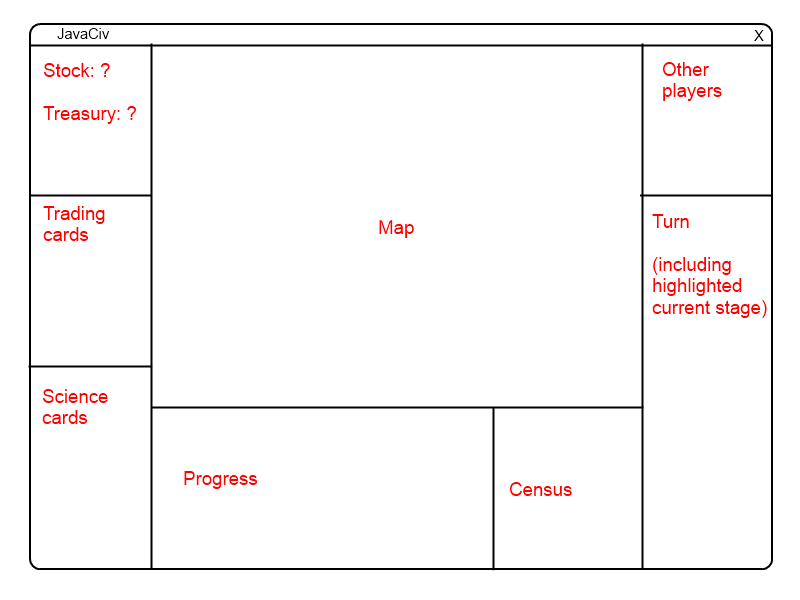 JavaCiv
X
Stock: ?
Treasury: ?
Trading
cards
Science
cards
Map
Progress
Census
Other
players
Turn
(including
highlighted
current stage)